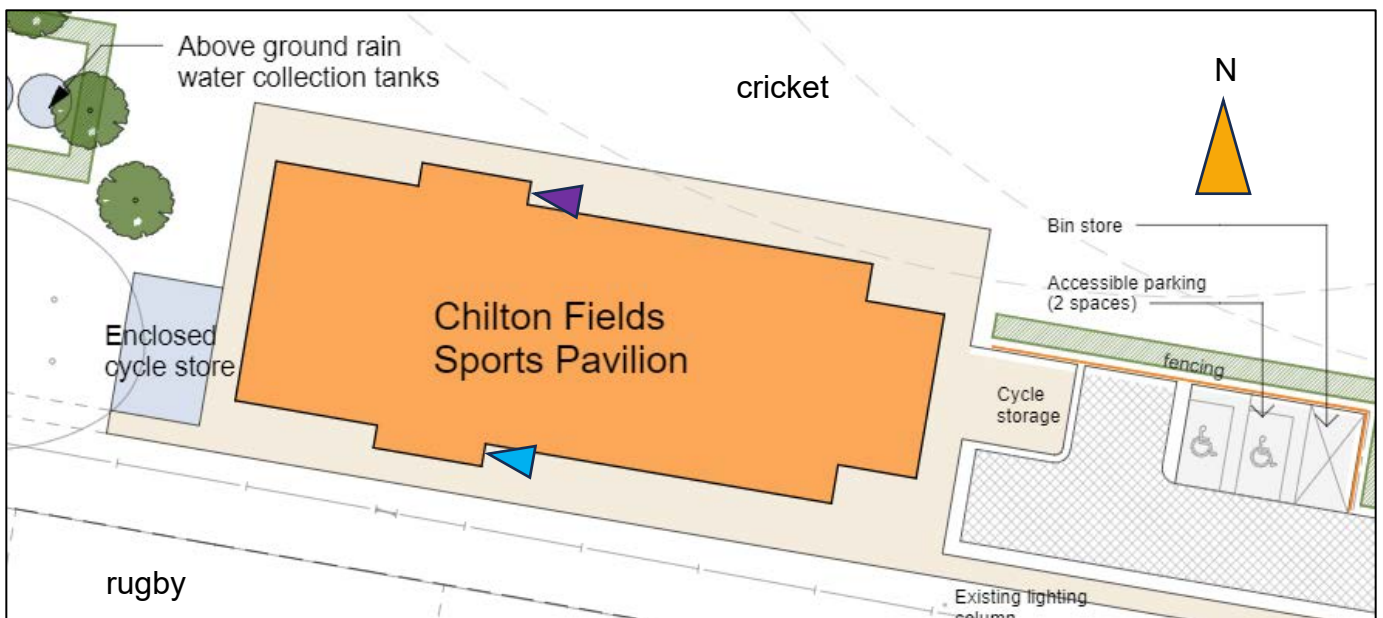 Above ground rain
water collection tanks
cricket
N
Bin store
Accessible parking
(2 spaces)
Chilton Fields
Sports Pavilion
Enclosed
cycle store
fencing
Cycle
storage
rugby
Existing lighting
column